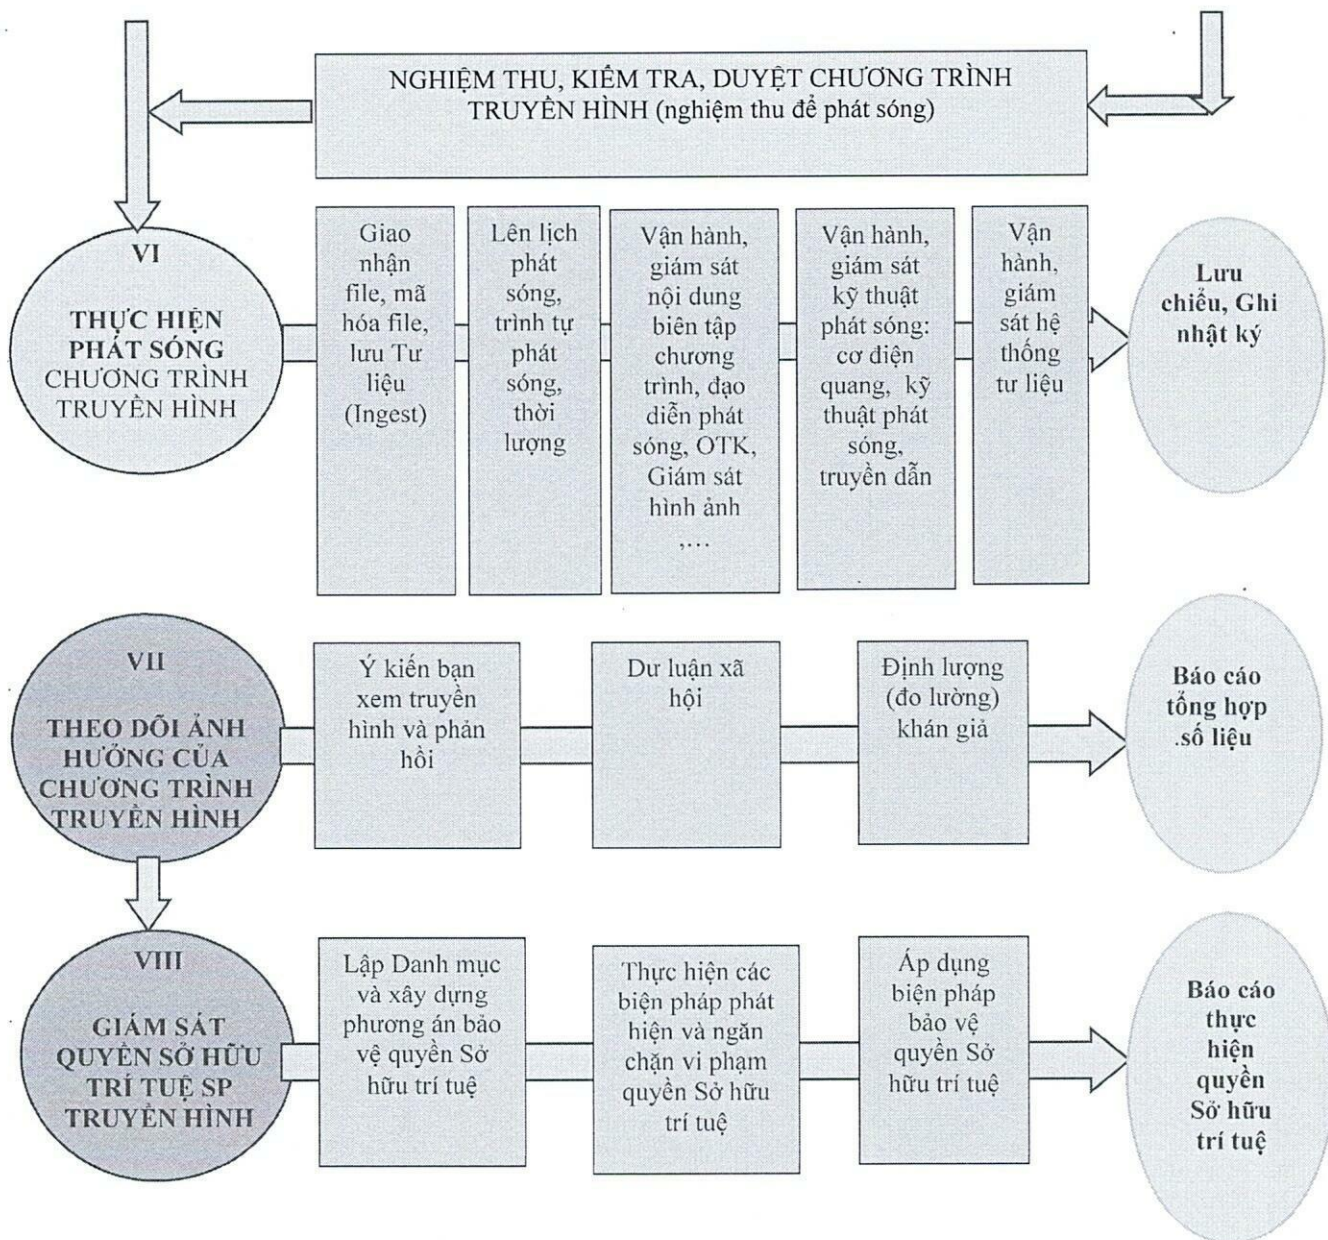 NGHIỆM THU, KIỂM TRA, DUYỆT CHƯƠNG TRÌNH
TRUYỀN HÌNH (nghiệm thu để phát sóng)
VI
THỰC HIỆN
PHÁT SÓNG
CHƯƠNG TRÌNH
TRUYỀN HÌNH
Giao
nhận
file, mã
hóa file,
lưu Tư
liệu
(Ingest)
Lên lịch
phát
sóng,
trình tự
phát
sóng,
thời
lượng
Vận hành,
giám sát
nội dung
biên tập
chương
trình, đạo
diễn phát
sóng, OTK,
Giám sát
hình ảnh
,…
Vận hành,
giám sát
kỹ thuật
phát sóng:
cơ điện
quang, kỹ
thuật phát
sóng,
truyền dẫn
Vận
hành,
giám
sát hệ
thống
tư liệu
Lưu
chiểu, Ghi
nhật ký
VII
THEO DÕI ẢNH
HƯỞNG CỦA
CHƯƠNG TRÌNH
TRUYỀN HÌNH
Ý kiến bạn
xem truyền
hình và phản
hồi
Dư luận xã
hội
Định lượng
(đo lường)
khán giả
Báo cáo
tổng hợp
.số liệu
VIII
GIÁM SÁT
QUYỀN SỞ HỮU
TRÍ TUỆ SP
TRUYỀN HÌNH
Lập Danh mục
và xây dựng
phương án bảo
vệ quyền Sở
hữu trí tuệ
Thực hiện các
biện pháp phát
hiện và ngăn
chặn vi phạm
quyền Sở hữu
trí tuệ
Áp dụng
biện pháp
bảo vệ
quyền Sở
hữu trí tuệ
Báo cáo
thực
hiện
quyền
Sở hữu
trí tuệ